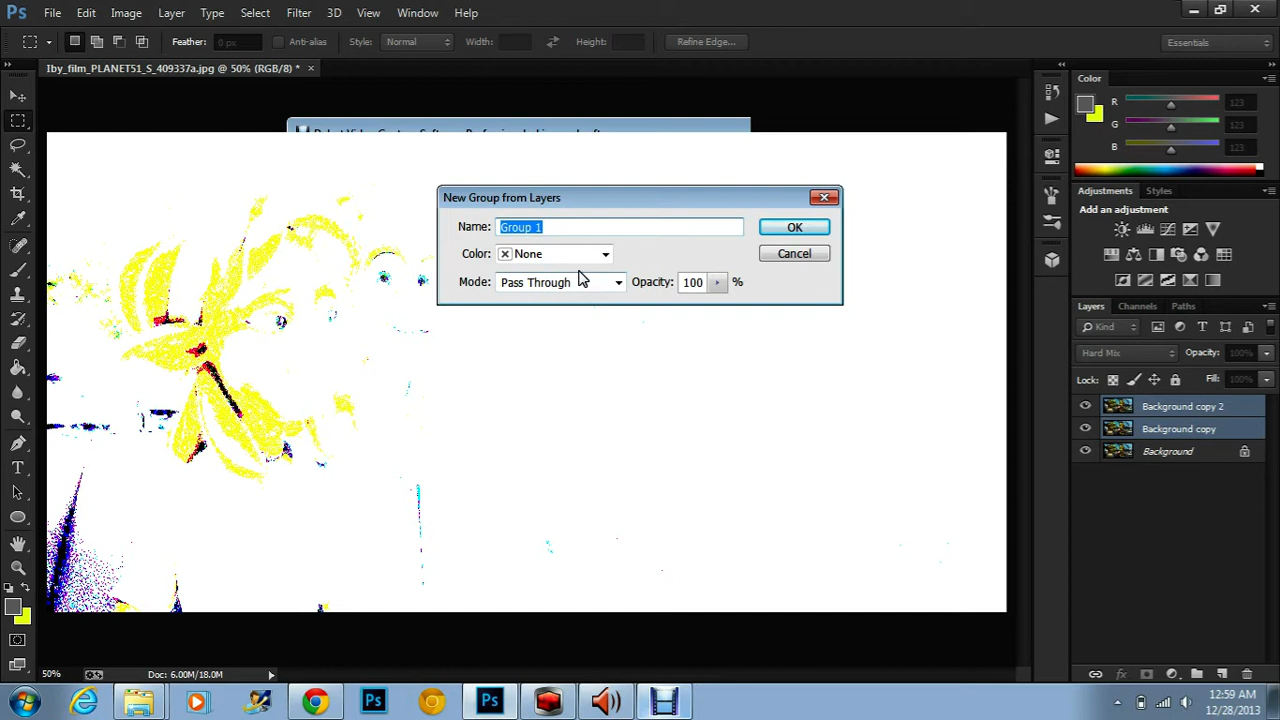 Ps File Edit Image Layer Type Select Filter 3D View Window Help
Feather: 0 px Anti-alias Style: Normal Width: Height: Refine Edge... Essentials
Iby_film_PLANET51_S_409337a.jpg @ 50% (RGB/8) * ×
Color
R 123
G 123
B 123
Adjustments Styles
Add an adjustment
Layers Channels Paths
Kind
Hard Mix Opacity: 100%
Lock: Fill: 100%
Background copy 2
Background copy
Background
New Group from Layers
Name: Group 1 OK
Color: None Cancel
Mode: Pass Through Opacity: 100 %
50% Doc: 6.00M/18.0M
Ps Ps
12:59 AM
12/28/2013